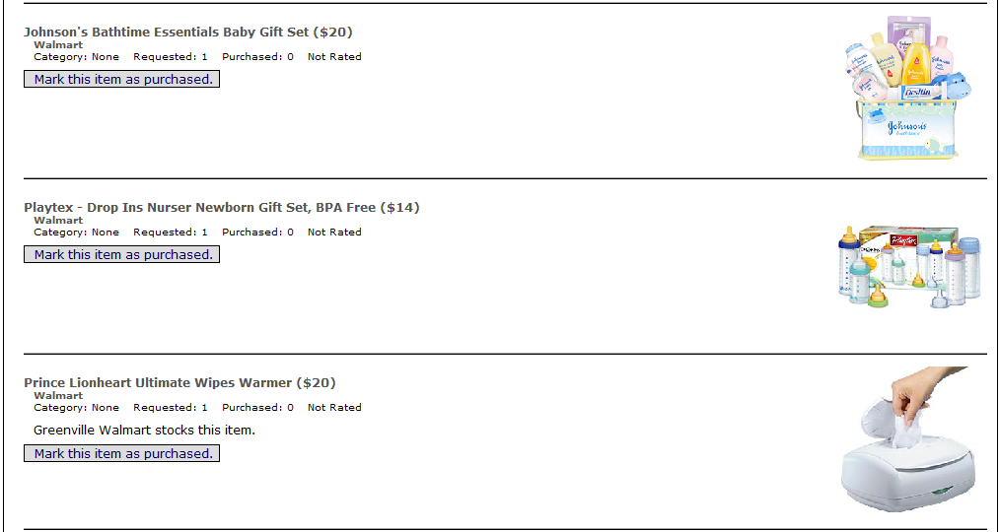 Johnson's Bathtime Essentials Baby Gift Set ($20)
Walmart
Category: None Requested: 1 Purchased: 0 Not Rated
Mark this item as purchased.
Desitin
Johnson's
Playtex - Drop Ins Nurser Newborn Gift Set, BPA Free ($14)
Walmart
Category: None Requested: 1 Purchased: 0 Not Rated
Mark this item as purchased.
Playtex
Prince Lionheart Ultimate Wipes Warmer ($20)
Walmart
Category: None Requested: 1 Purchased: 0 Not Rated
Greenville Walmart stocks this item.
Mark this item as purchased.